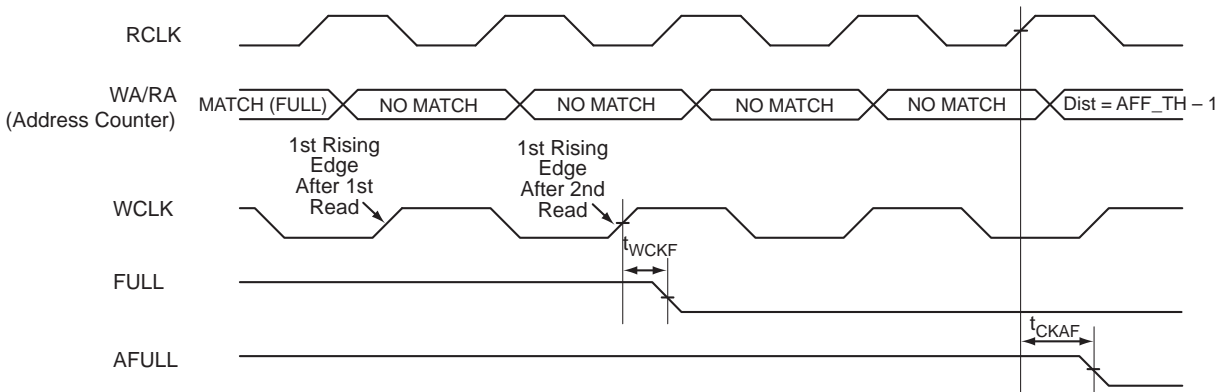 RCLK
WA/RA
(Address Counter)
MATCH (FULL)
NO MATCH
NO MATCH
NO MATCH
NO MATCH
Dist = AFF_TH – 1
1st Rising
Edge
After 1st
Read
1st Rising
Edge
After 2nd
Read
WCLK
tWCKF
FULL
tCKAF
AFULL